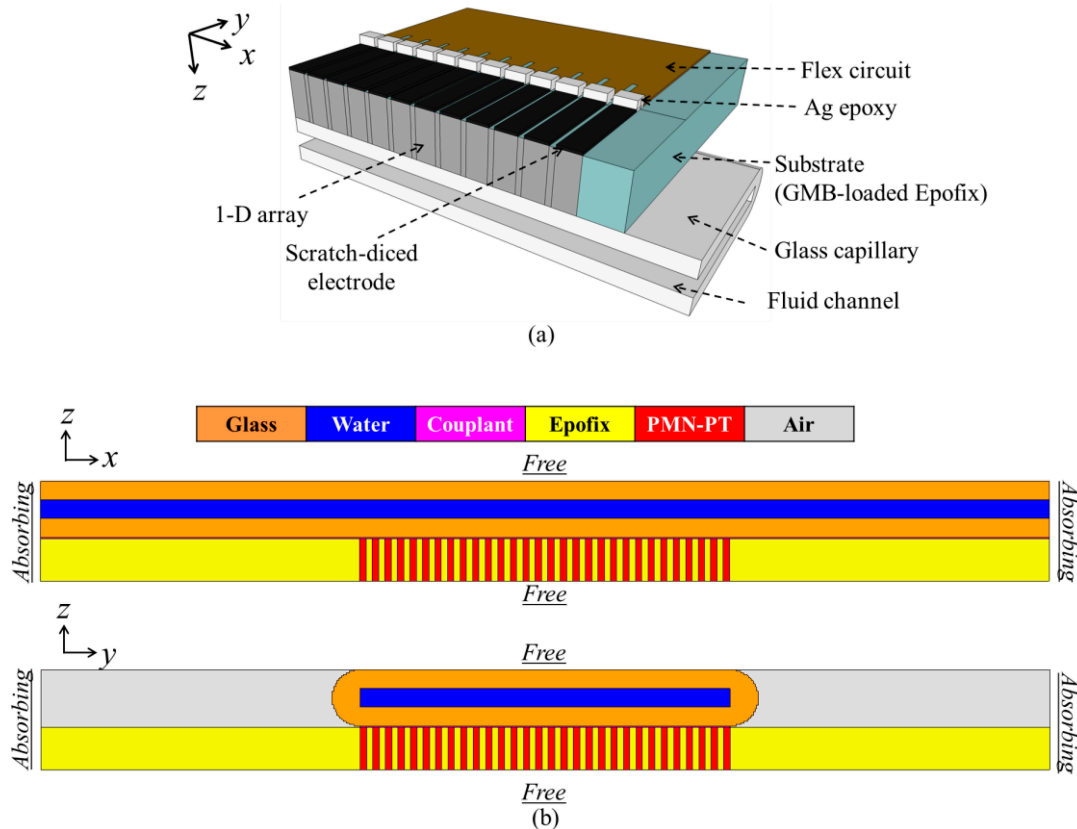 y
x
z
Flex circuit
Ag epoxy
Substrate
(GMB-loaded Epofix)
Glass capillary
Fluid channel
1-D array
Scratch-diced
electrode
(a)
Glass Water Couplant Epofix PMN-PT Air
z
x
Free
Absorbing
Absorbing
Free
z
y
Free
Absorbing
Absorbing
Free
(b)